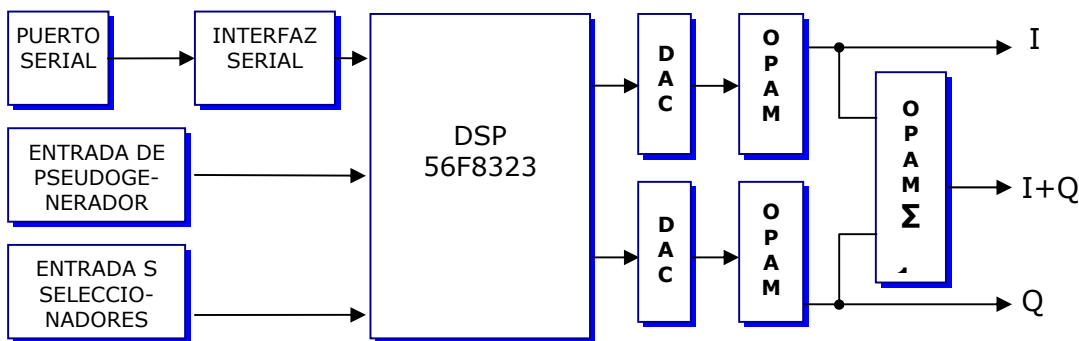 PUERTO
SERIAL
INTERFAZ
SERIAL
ENTRADA DE
PSEUDOGE-
NERADOR
ENTRADA S
SELECCIO-
NADORES
DSP
56F8323
D
A
C
O
P
A
M
D
A
C
O
P
A
M
O
P
A
M
Σ
I
I+Q
Q